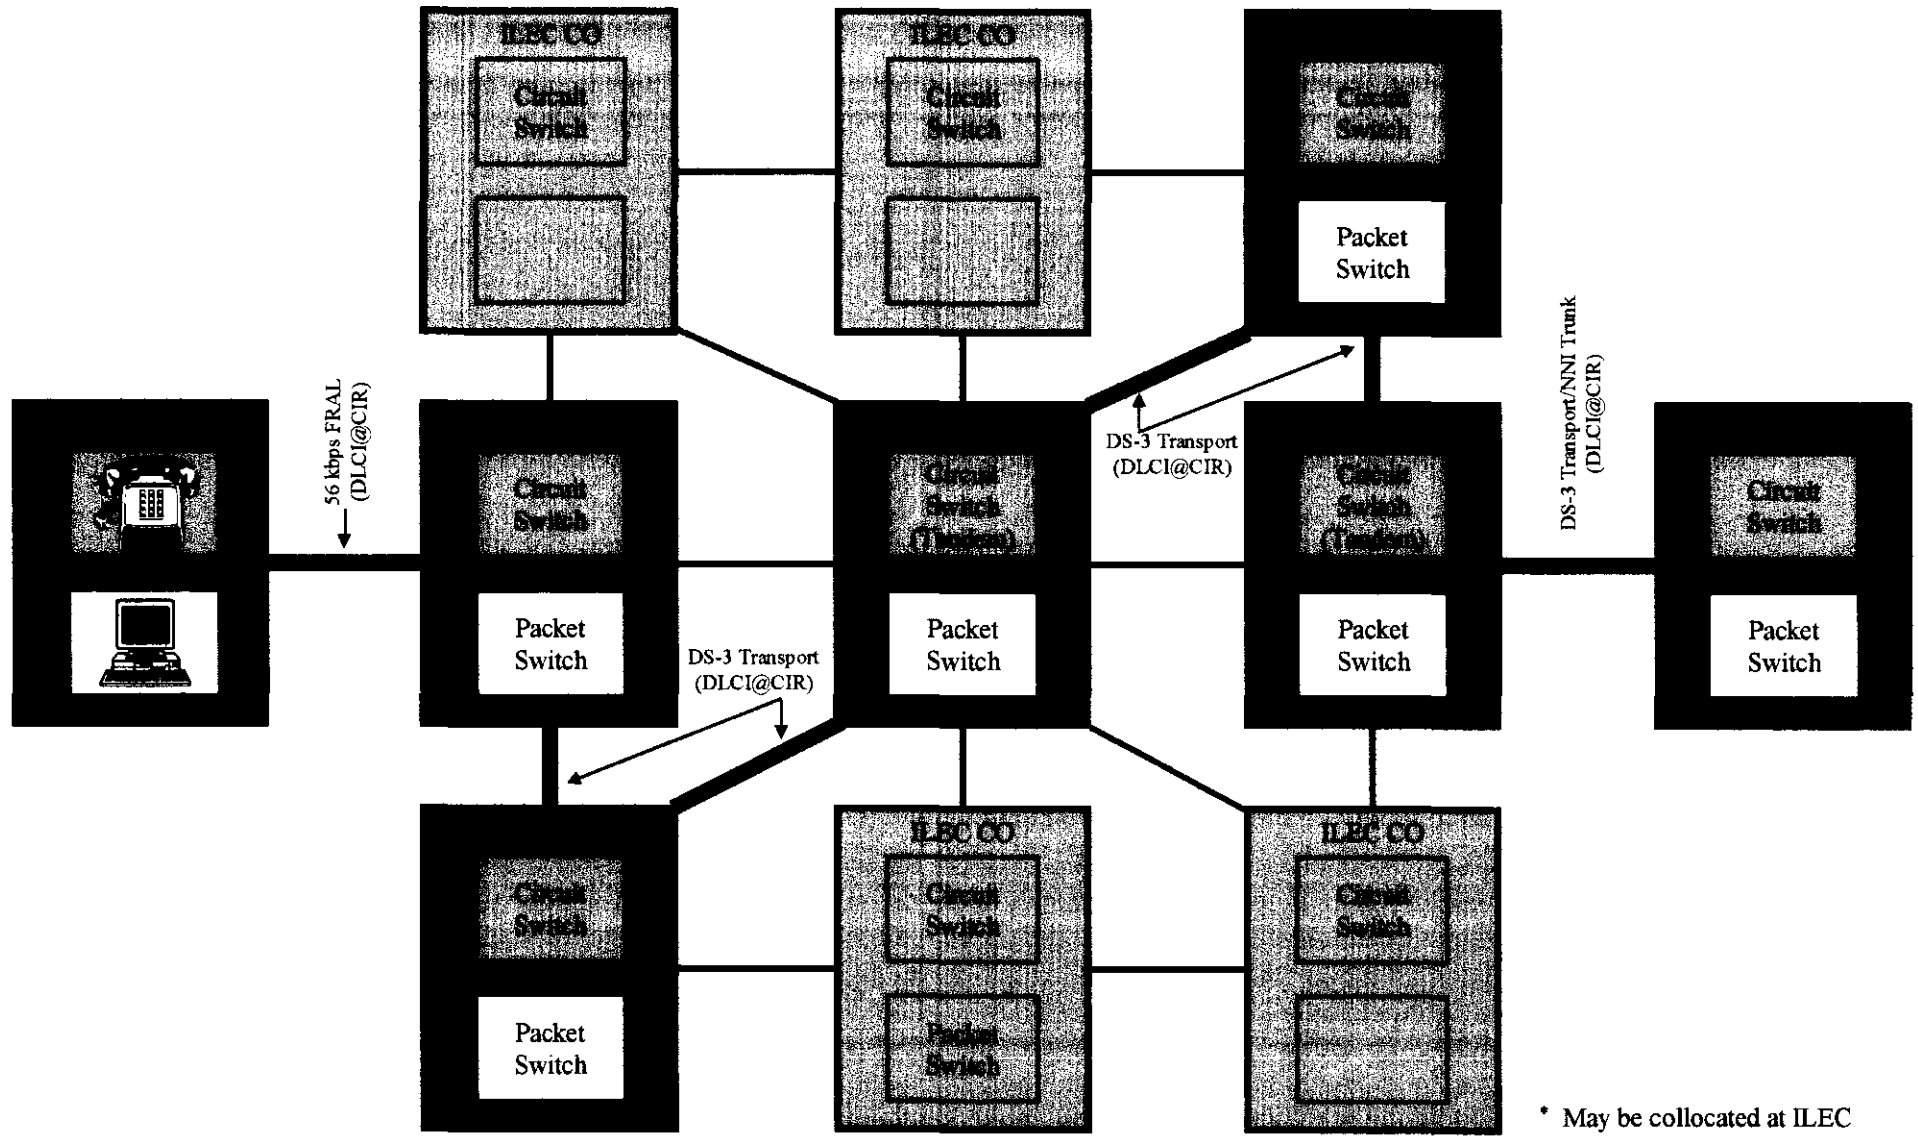 ILEC CO
ILEC CO
Circuit
Switch
Circuit
Switch
Circuit
Switch
Packet
Switch
56 kbps FRAL
(DLCI@CIR)
DS-3 Transport
(DLCI@CIR)
DS-3 Transport/NNI Trunk
(DLCI@CIR)
Circuit
Switch
Circuit
Switch
(Tandem)
Circuit
Switch
(Tandem)
Circuit
Switch
Packet
Switch
DS-3 Transport
(DLCI@CIR)
Packet
Switch
Packet
Switch
Packet
Switch
ILEC CO
ILEC CO
Circuit
Switch
Circuit
Switch
Circuit
Switch
Packet
Switch
Packet
Switch
* May be collocated at ILEC